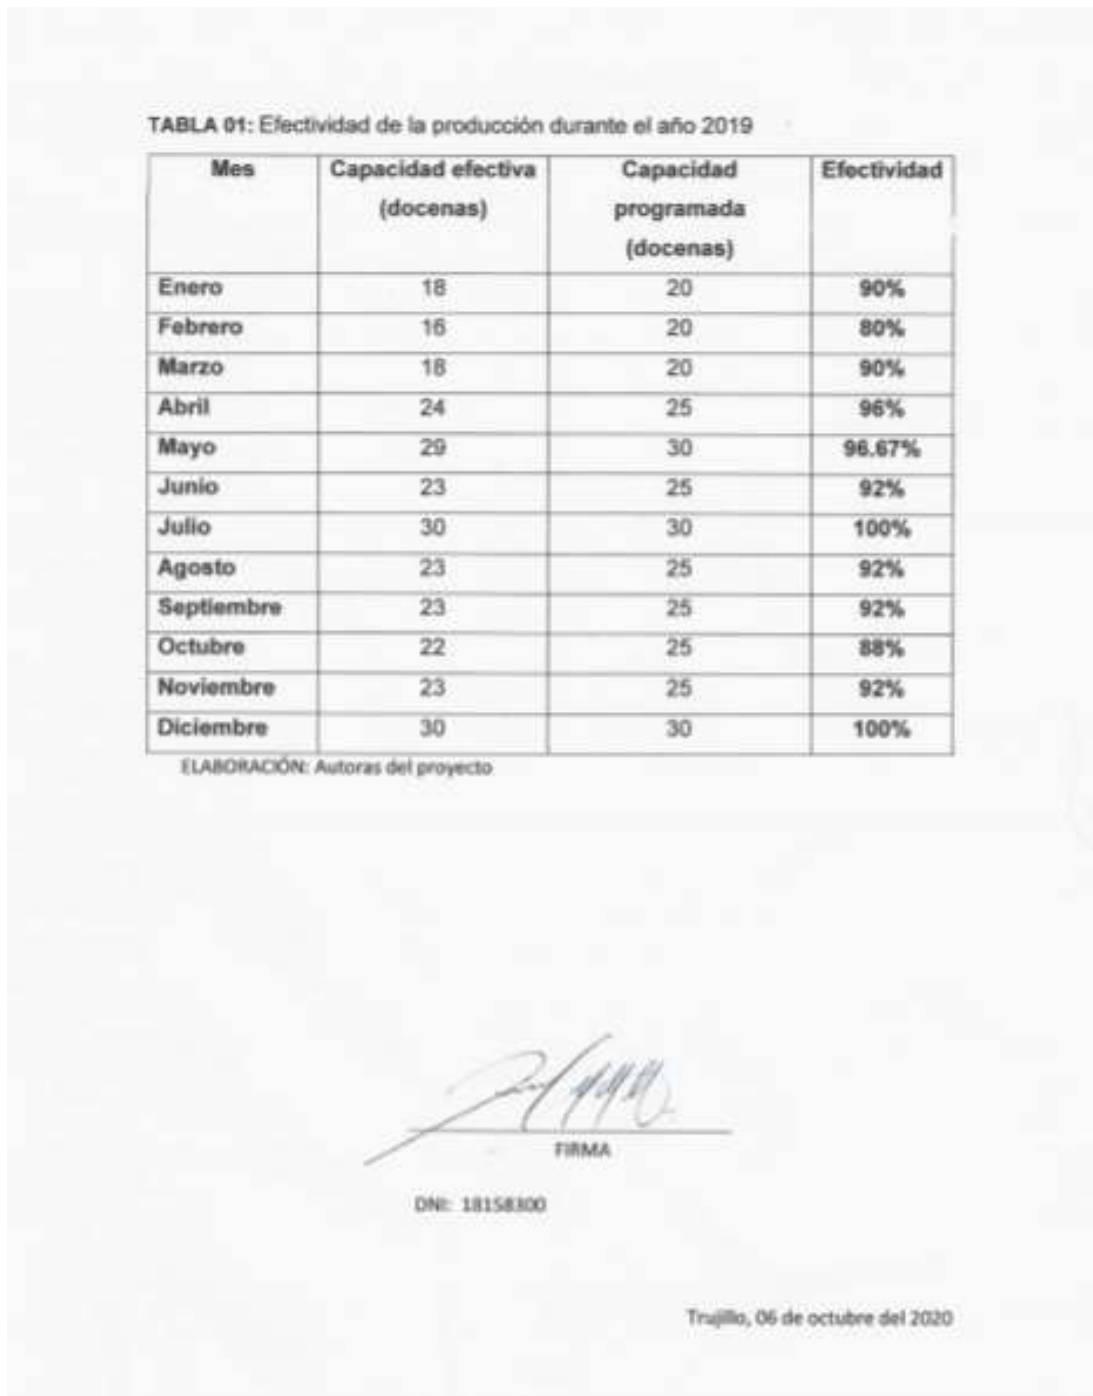 TABLA 01: Efectividad de la producción durante el año 2019
Mes Capacidad efectiva (docenas) Capacidad programada (docenas) Efectividad
Enero 18 20 90%
Febrero 16 20 80%
Marzo 18 20 90%
Abril 24 25 96%
Mayo 29 30 96.67%
Junio 23 25 92%
Julio 30 30 100%
Agosto 23 25 92%
Septiembre 23 25 92%
Octubre 22 25 88%
Noviembre 23 25 92%
Diciembre 30 30 100%
ELABORACIÓN: Autoras del proyecto
FIRMA
DNI: 18158300
Trujillo, 06 de octubre del 2020